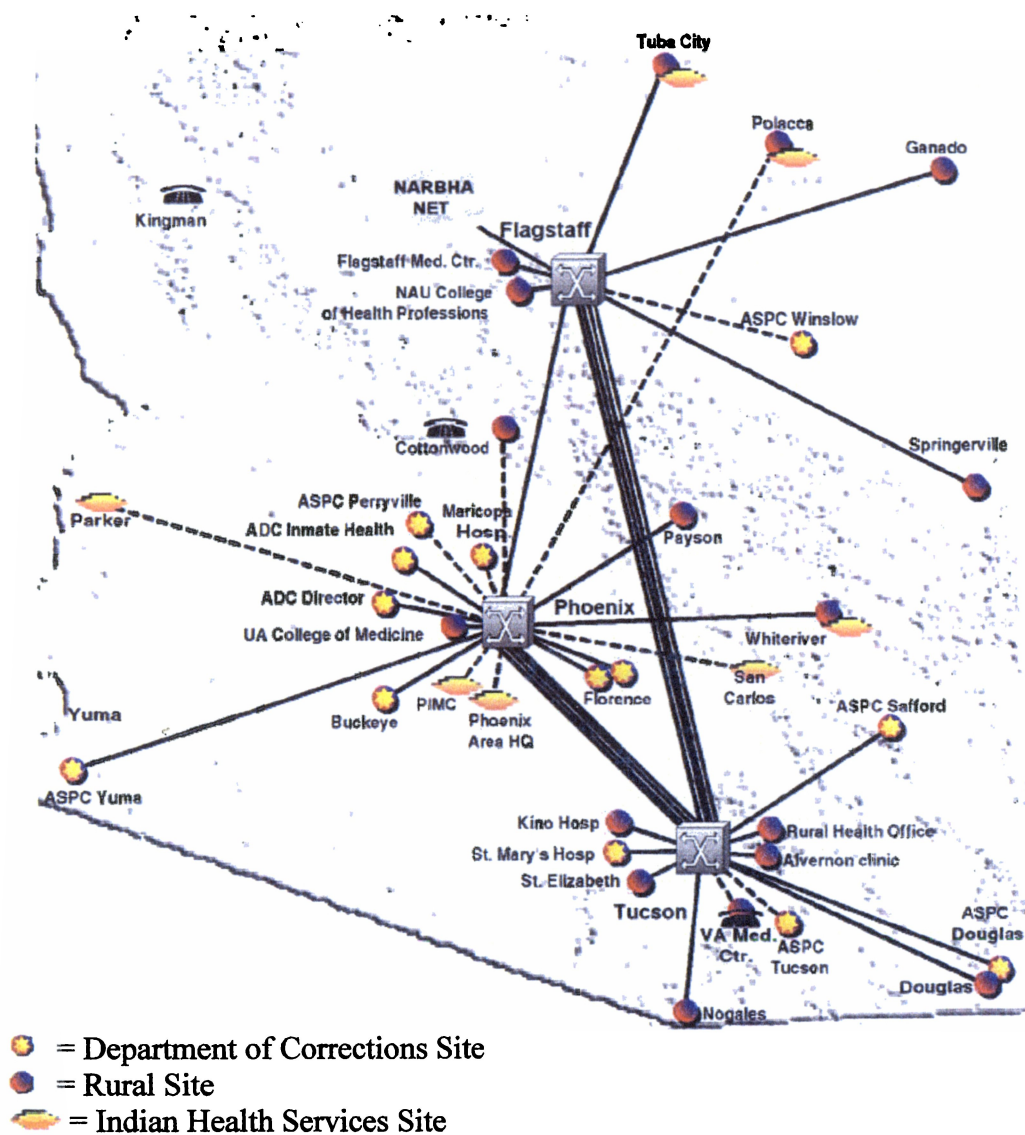 Tuba City
Polacca
Ganado
NARBHA
NET
Kingman
Flagstaff
Flagstaff Med. Ctr.
NAU College
of Health Professions
ASPC Winslow
Cottonwood
Springerville
Parker
ASPC Perryville
Maricopa
Hosp.
ADC Inmate Health
Payson
ADC Director
Phoenix
UA College of Medicine
Whiteriver
Buckeye
PIMC
Phoenix
Area HQ
Florence
San
Carlos
ASPC Safford
Yuma
ASPC Yuma
Kino Hosp
Rural Health Office
St. Mary's Hosp
Alvernon clinic
St. Elizabeth
Tucson
VA Med.
Ctr.
ASPC
Tucson
ASPC
Douglas
Douglas
Nogales
= Department of Corrections Site
= Rural Site
= Indian Health Services Site